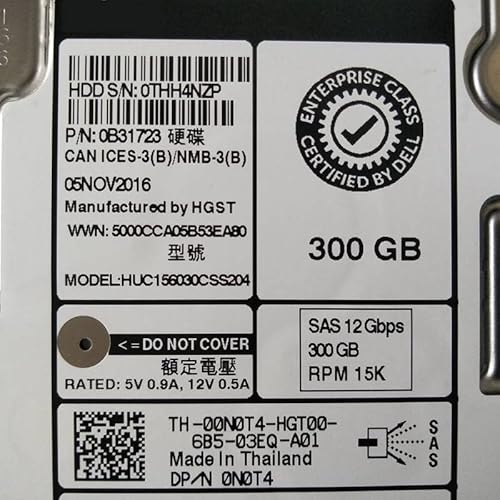 HDD S/N: 0THH4NZP
P/N: 0B31723 硬碟
CAN ICES-3(B)/NMB-3(B)
05NOV2016
Manufactured by HGST
WWN: 5000CCA05B53EA80
型號
MODEL:HUC156030CSS204
ENTERPRISE CLASS
CERTIFIED BY DELL
300 GB
<= DO NOT COVER
額定電壓
RATED: 5V 0.9A, 12V 0.5A
SAS 12 Gbps
300 GB
RPM 15K
TH-00N0T4-HGT00-
6B5-03EQ-A01
Made In Thailand
DP/N 0N0T4
SAS